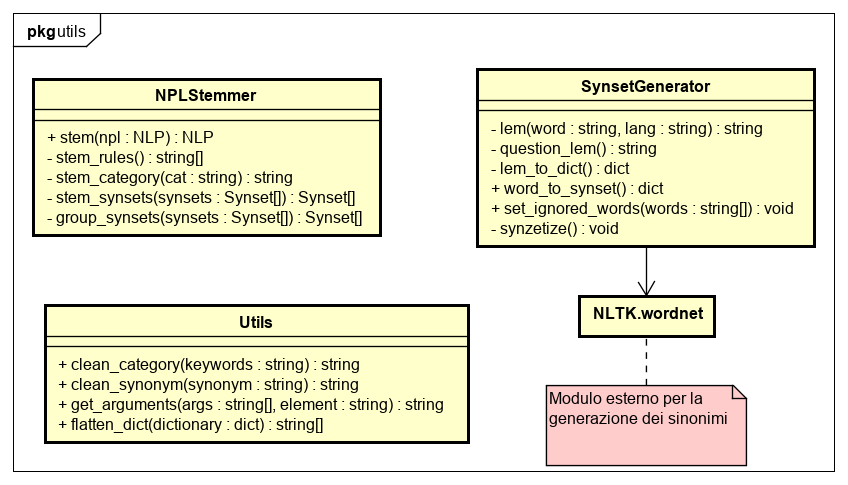 pkg utils
NPLStemmer
+ stem(npl : NLP) : NLP
- stem_rules() : string[]
- stem_category(cat : string) : string
- stem_synsets(synsets : Synset[]) : Synset[]
- group_synsets(synsets : Synset[]) : Synset[]
SynsetGenerator
- lem(word : string, lang : string) : string
- question_lem() : string
- lem_to_dict() : dict
+ word_to_synset() : dict
+ set_ignored_words(words : string[]) : void
- synzetize() : void
Utils
+ clean_category(keywords : string) : string
+ clean_synonym(synonym : string) : string
+ get_arguments(args : string[], element : string) : string
+ flatten_dict(dictionary : dict) : string[]
NLTK.wordnet
Modulo esterno per la
generazione dei sinonimi